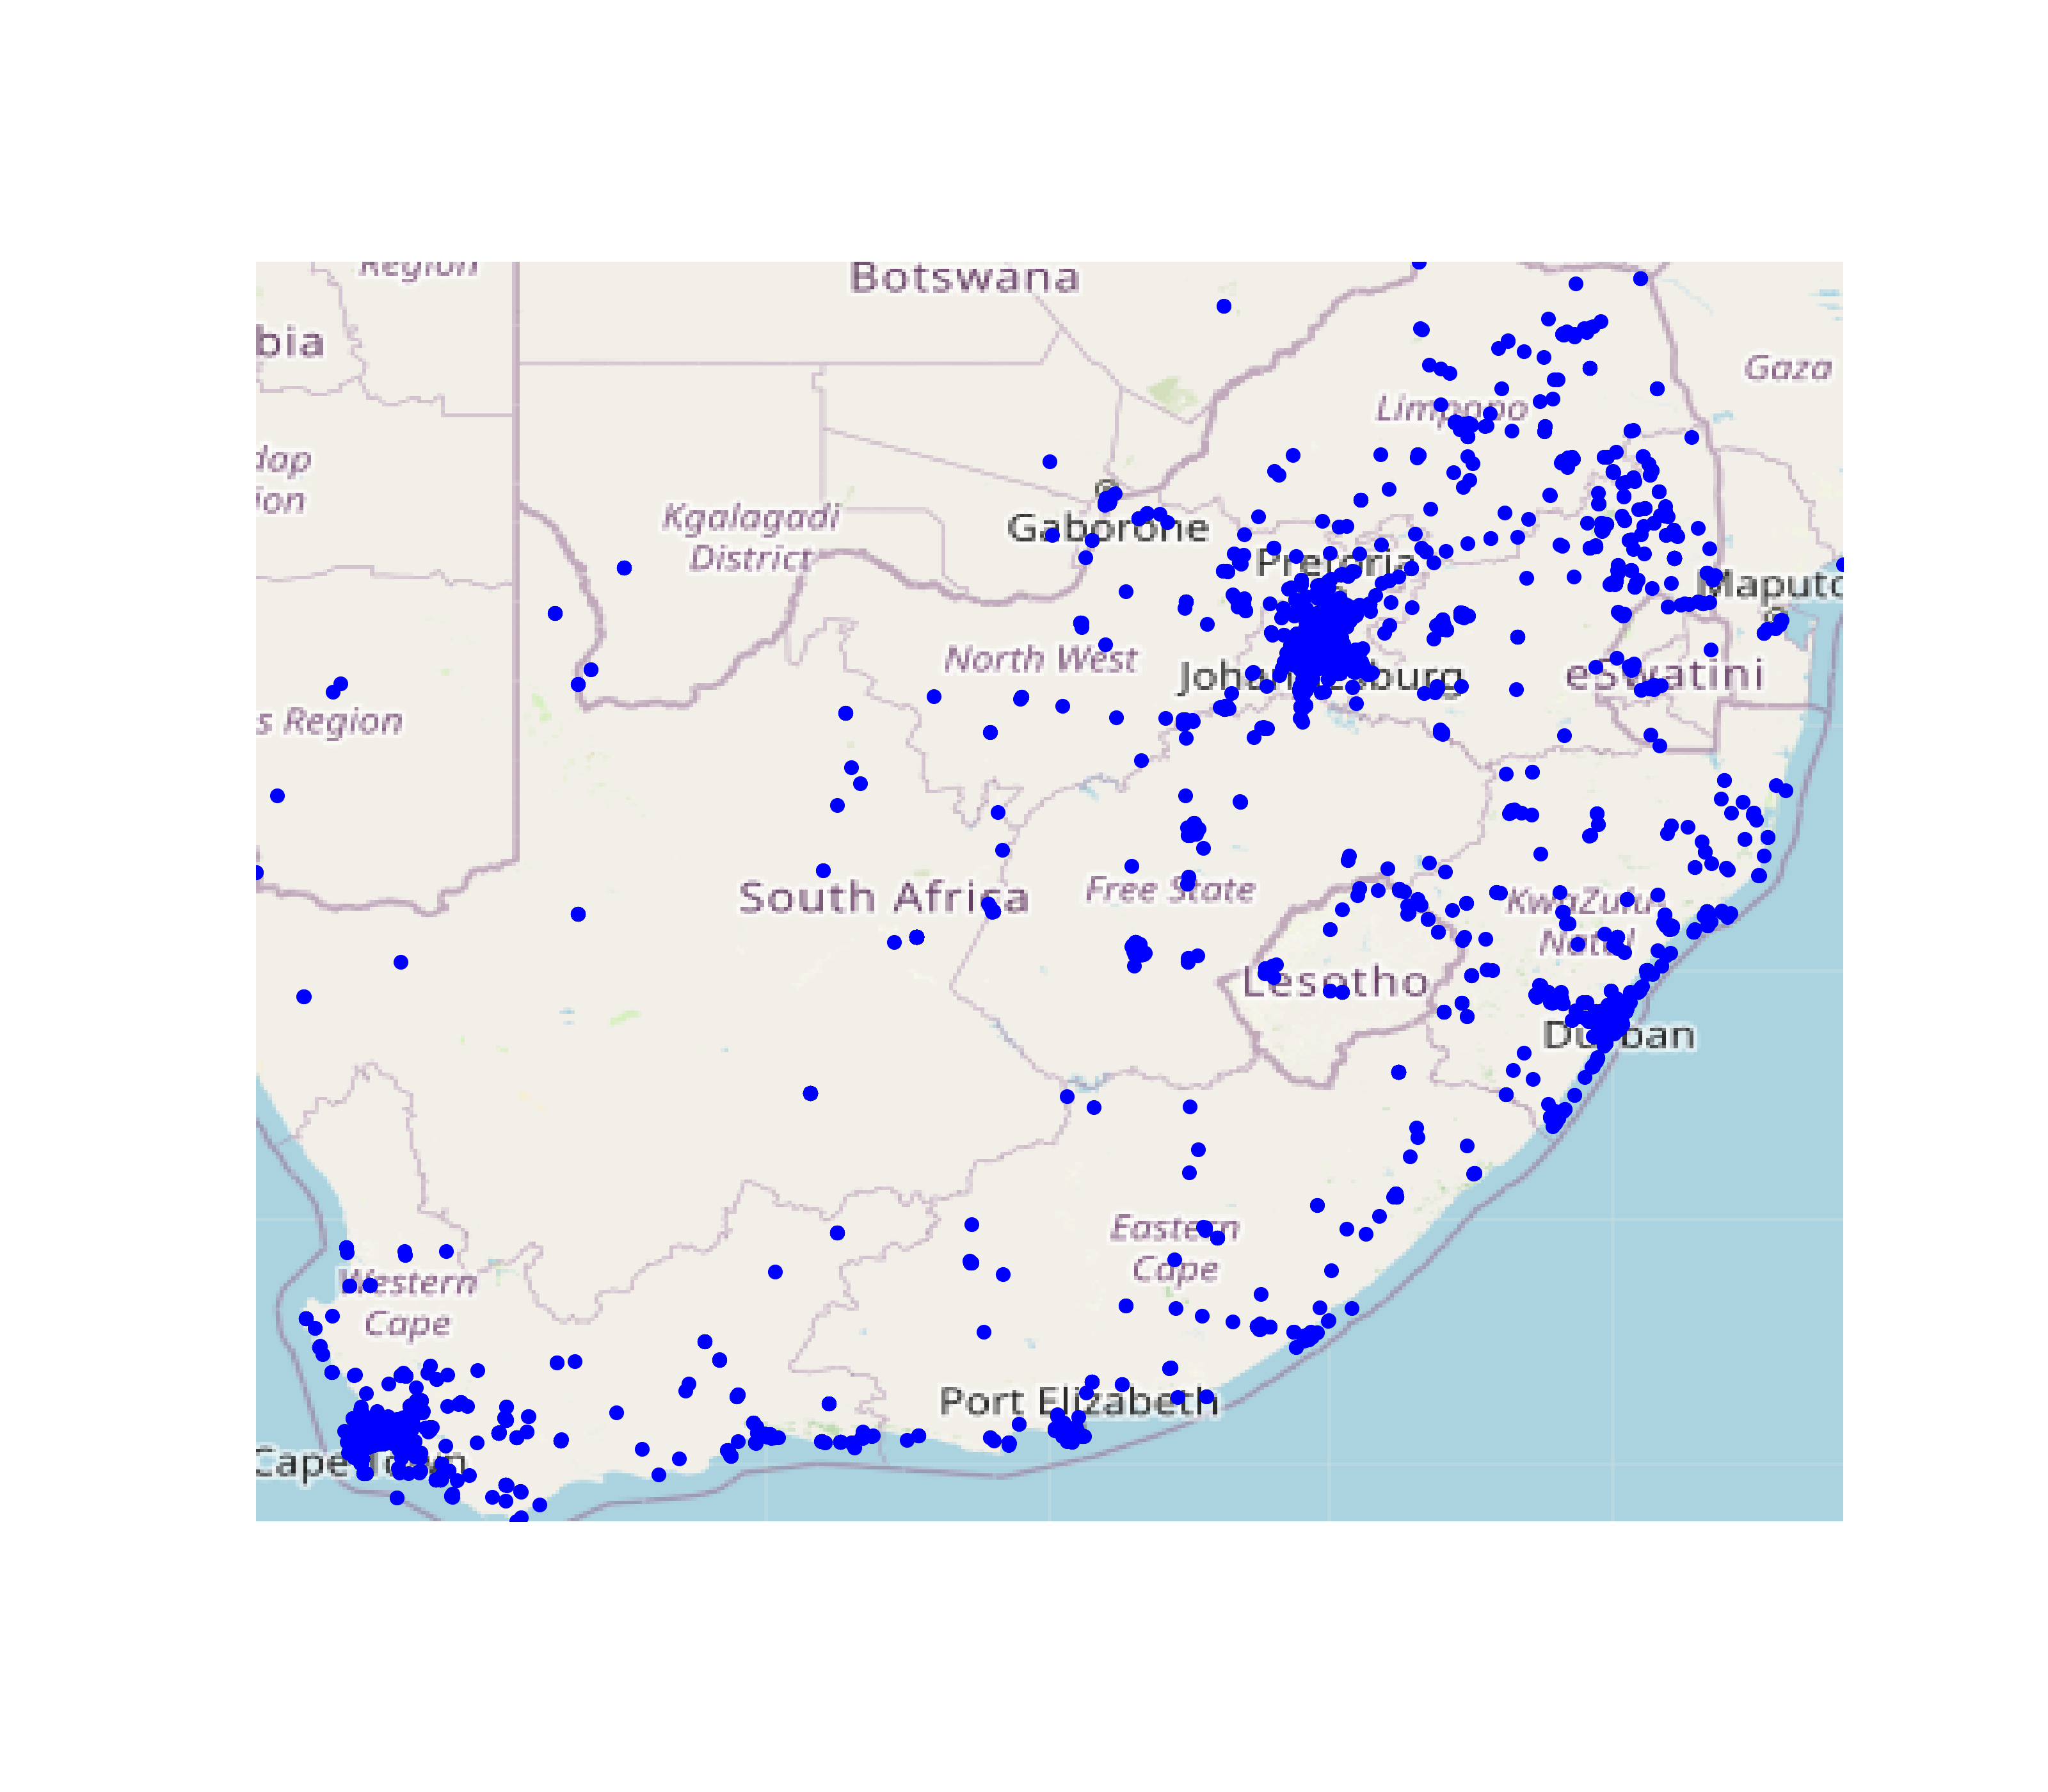 Region
Botswana
bia
Gaza
Limpopo
dap
ion
Kgalagadi
District
Gaborone
Pretoria
Maputo
North West
Johannesburg
eSwatini
s Region
South Africa
Free State
KwaZulu-
Natal
Lesotho
Durban
Eastern
Cape
Western
Cape
Port Elizabeth
Cape Town